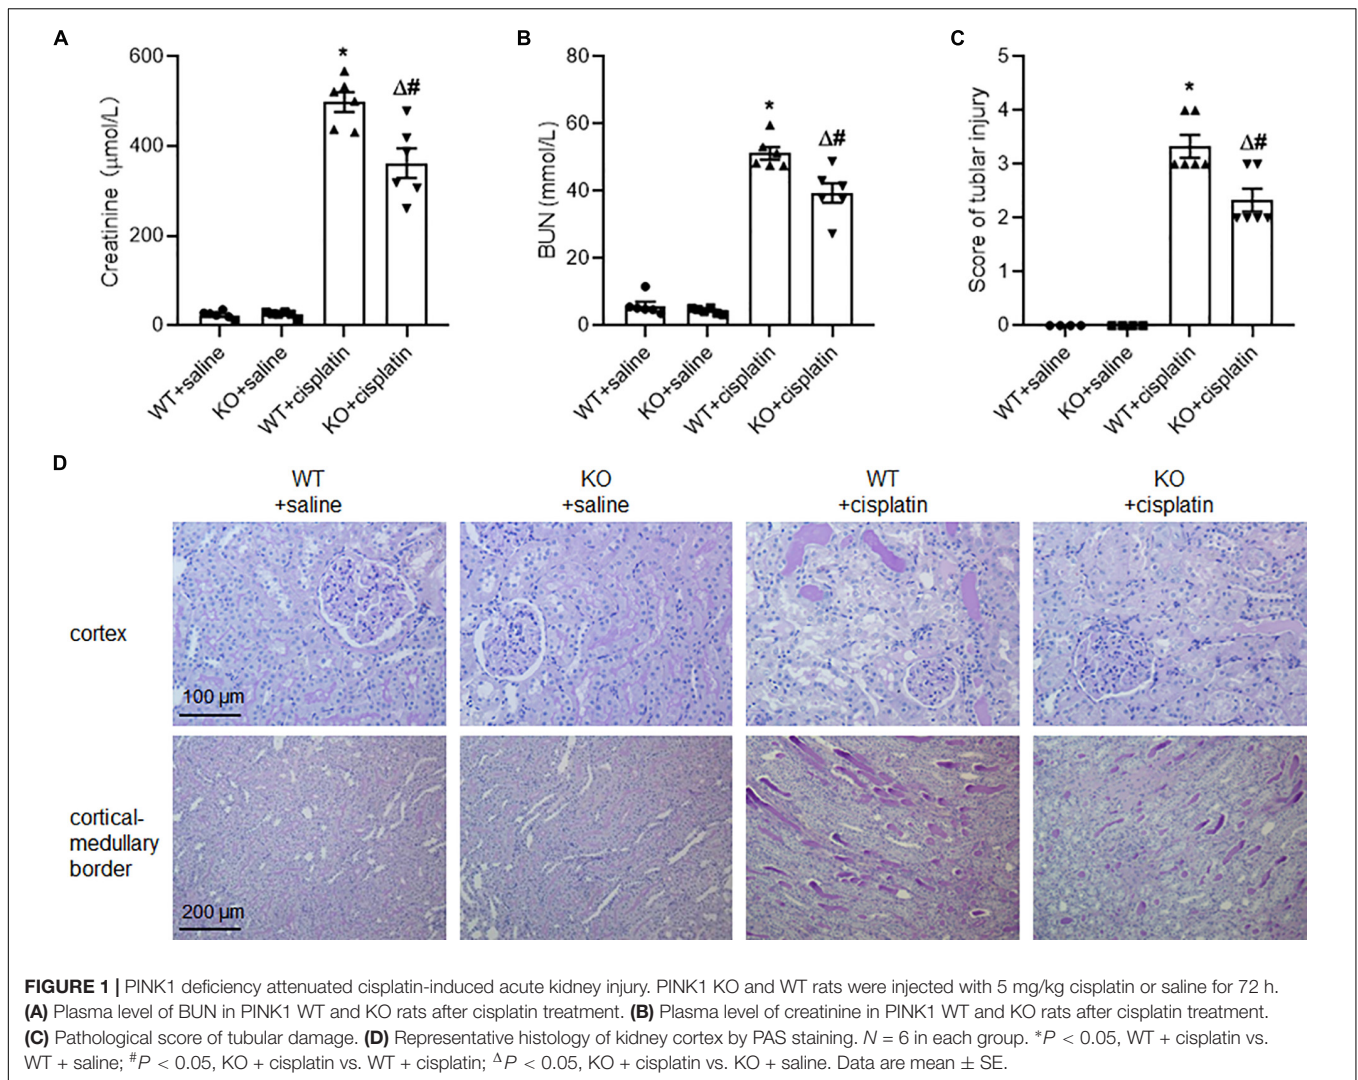 A
B
C
600
400
200
0
Creatinine (µmol/L)
*
Δ#
WT+saline
KO+saline
WT+cisplatin
KO+cisplatin
80
60
40
20
0
BUN (mmol/L)
*
Δ#
WT+saline
KO+saline
WT+cisplatin
KO+cisplatin
5
4
3
2
1
0
Score of tublar injury
*
Δ#
WT+saline
KO+saline
WT+cisplatin
KO+cisplatin
D
WT
+saline
KO
+saline
WT
+cisplatin
KO
+cisplatin
cortex
100 µm
cortical-
medullary
border
200 µm
FIGURE 1 | PINK1 deficiency attenuated cisplatin-induced acute kidney injury. PINK1 KO and WT rats were injected with 5 mg/kg cisplatin or saline for 72 h.
(A) Plasma level of BUN in PINK1 WT and KO rats after cisplatin treatment. (B) Plasma level of creatinine in PINK1 WT and KO rats after cisplatin treatment.
(C) Pathological score of tubular damage. (D) Representative histology of kidney cortex by PAS staining. N = 6 in each group. *P < 0.05, WT + cisplatin vs.
WT + saline; #P < 0.05, KO + cisplatin vs. WT + cisplatin; ΔP < 0.05, KO + cisplatin vs. KO + saline. Data are mean ± SE.